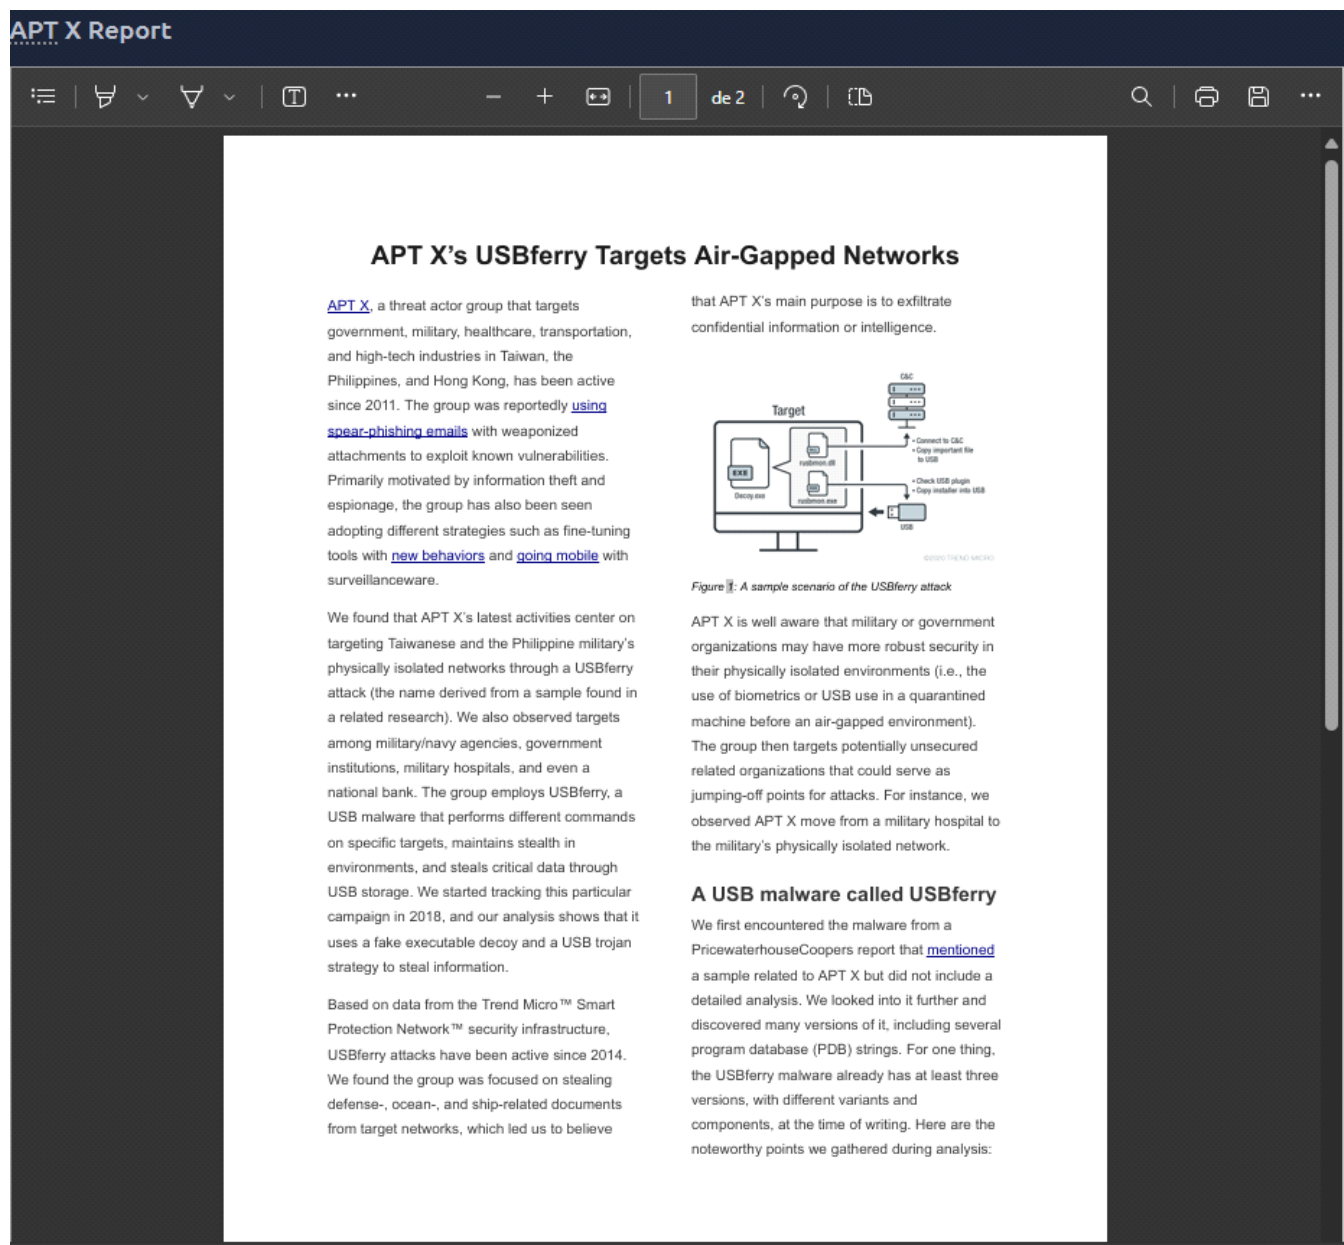 APT X Report
1 de 2
APT X's USBferry Targets Air-Gapped Networks
APT X, a threat actor group that targets
government, military, healthcare, transportation,
and high-tech industries in Taiwan, the
Philippines, and Hong Kong, has been active
since 2011. The group was reportedly using
spear-phishing emails with weaponized
attachments to exploit known vulnerabilities.
Primarily motivated by information theft and
espionage, the group has also been seen
adopting different strategies such as fine-tuning
tools with new behaviors and going mobile with
surveillanceware.
We found that APT X's latest activities center on
targeting Taiwanese and the Philippine military's
physically isolated networks through a USBferry
attack (the name derived from a sample found in
a related research). We also observed targets
among military/navy agencies, government
institutions, military hospitals, and even a
national bank. The group employs USBferry, a
USB malware that performs different commands
on specific targets, maintains stealth in
environments, and steals critical data through
USB storage. We started tracking this particular
campaign in 2018, and our analysis shows that it
uses a fake executable decoy and a USB trojan
strategy to steal information.
Based on data from the Trend Micro™ Smart
Protection Network™ security infrastructure,
USBferry attacks have been active since 2014.
We found the group was focused on stealing
defense-, ocean-, and ship-related documents
from target networks, which led us to believe
that APT X's main purpose is to exfiltrate
confidential information or intelligence.
C&C
Target
• Connect to C&C
• Copy important file
to USB
rusbmon.dll
EXE
Decoy.exe
rusbmon.exe
• Check USB plugin
• Copy installer into USB
USB
©2020 TREND MICRO
Figure 1: A sample scenario of the USBferry attack
APT X is well aware that military or government
organizations may have more robust security in
their physically isolated environments (i.e., the
use of biometrics or USB use in a quarantined
machine before an air-gapped environment).
The group then targets potentially unsecured
related organizations that could serve as
jumping-off points for attacks. For instance, we
observed APT X move from a military hospital to
the military's physically isolated network.
A USB malware called USBferry
We first encountered the malware from a
PricewaterhouseCoopers report that mentioned
a sample related to APT X but did not include a
detailed analysis. We looked into it further and
discovered many versions of it, including several
program database (PDB) strings. For one thing,
the USBferry malware already has at least three
versions, with different variants and
components, at the time of writing. Here are the
noteworthy points we gathered during analysis: